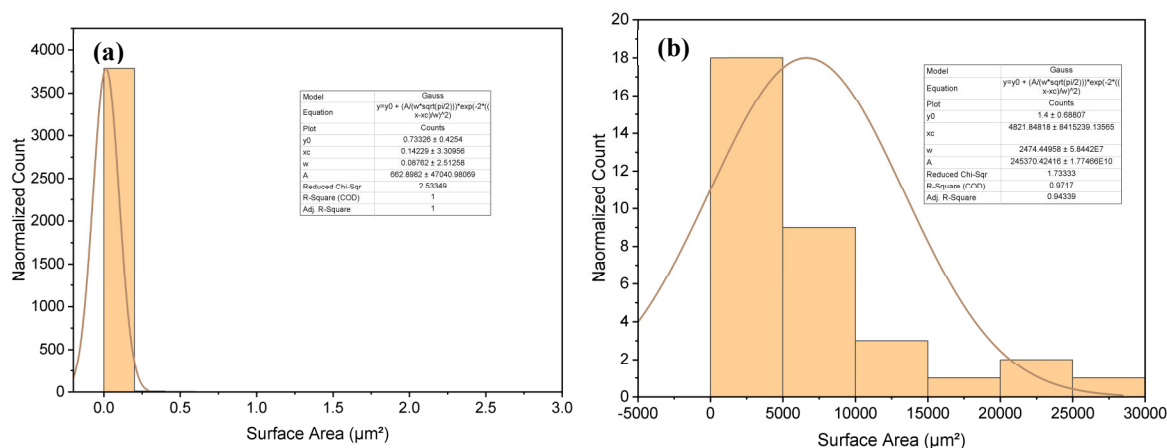 (a)
4000
3500
3000
2500
2000
1500
1000
500
0
Naormalized Count
0.0 0.5 1.0 1.5 2.0 2.5 3.0
Surface Area (µm²)
Model Gauss
Equation y=y0 + (A/(w*sqrt(pi/2)))*exp(-2*((
x-xc)/w)^2)
Plot Counts
y0 0.73326 ± 0.4254
xc 0.14229 ± 3.30956
w 0.08762 ± 2.51258
A 662.8982 ± 47040.98069
Reduced Chi-Sqr 2.53349
R-Square (COD) 1
Adj. R-Square 1
(b)
20
18
16
14
12
10
8
6
4
2
0
Naormalized Count
-5000 0 5000 10000 15000 20000 25000 30000
Surface Area (µm²)
Model Gauss
Equation y=y0 + (A/(w*sqrt(pi/2)))*exp(-2*((
x-xc)/w)^2)
Plot Counts
y0 1.4 ± 0.68807
xc 4821.84818 ± 8415239.13565
w 2474.44958 ± 5.8442E7
A 245370.42416 ± 1.77466E10
Reduced Chi-Sqr 1.73333
R-Square (COD) 0.9717
Adj. R-Square 0.94339